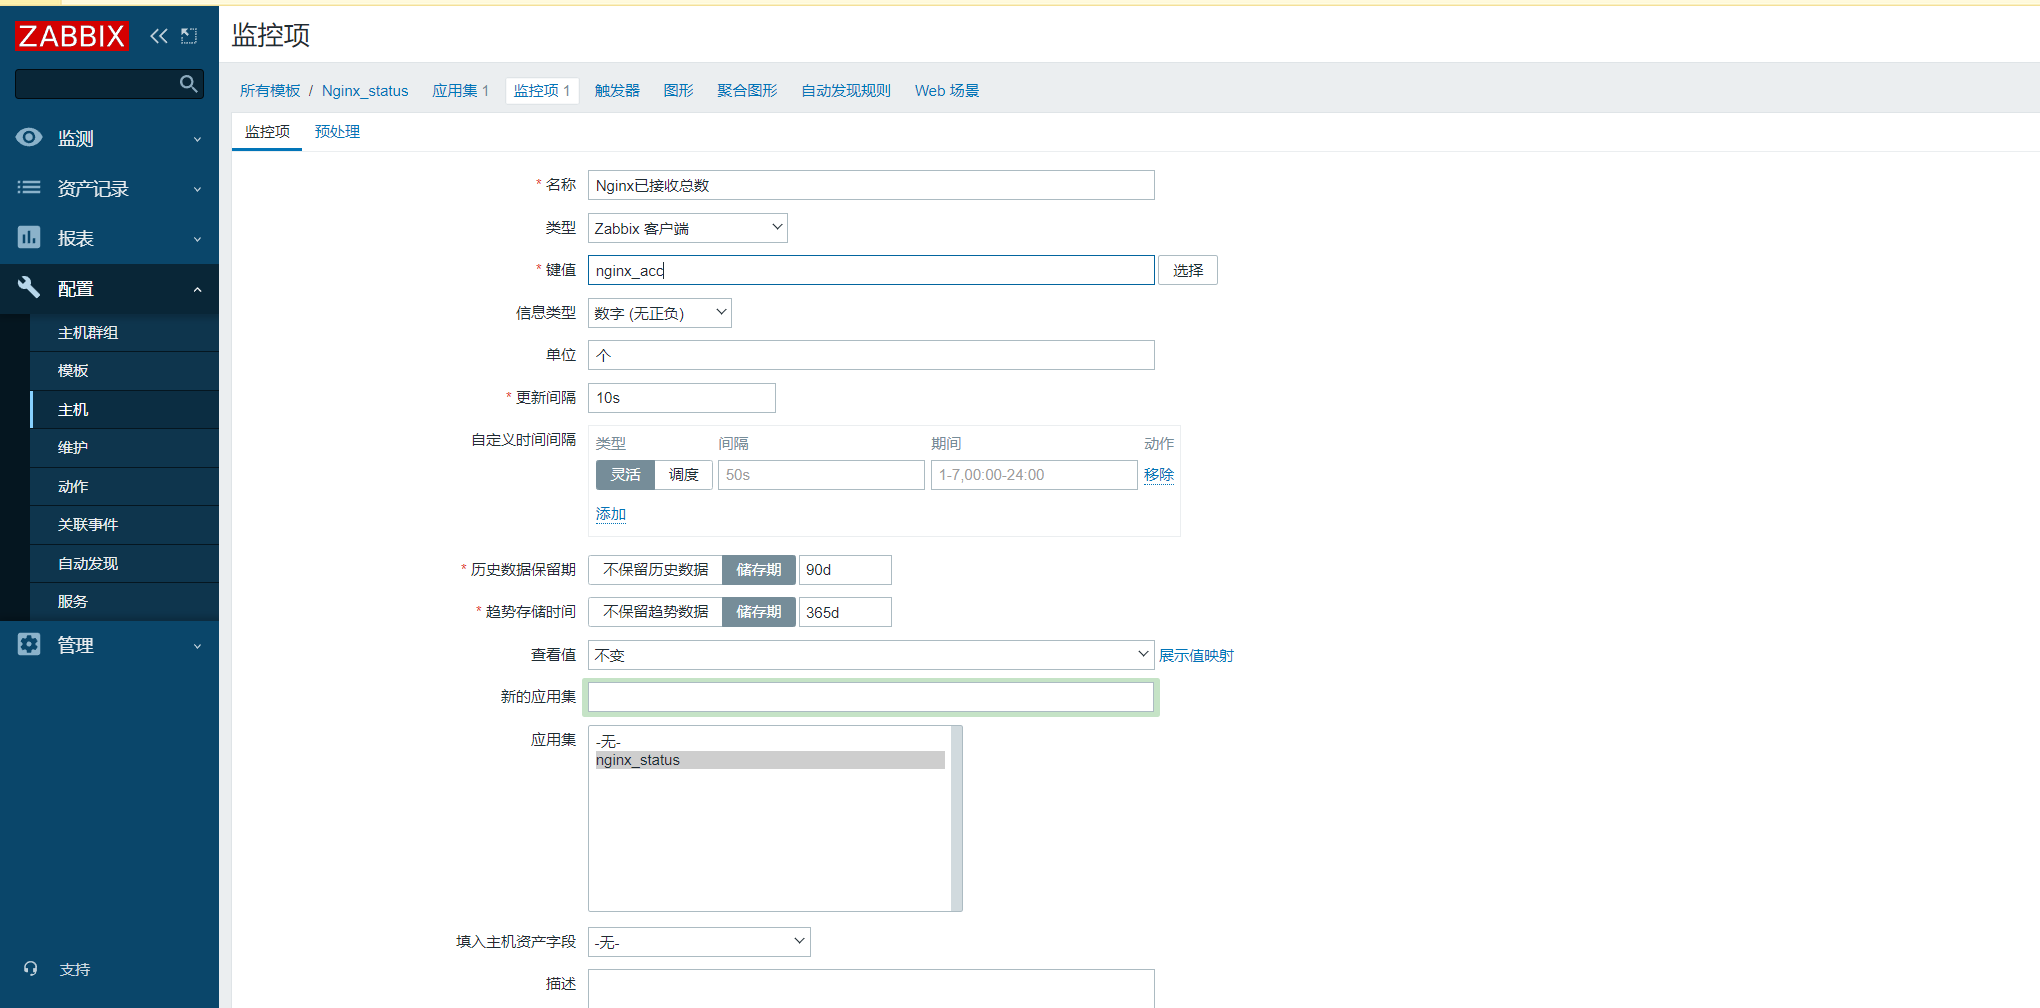 ZABBIX
监测
资产记录
报表
配置
主机群组
模板
主机
维护
动作
关联事件
自动发现
服务
管理
支持
监控项
所有模板 / Nginx_status 应用集 1 监控项 1 触发器 图形 聚合图形 自动发现规则 Web 场景
监控项 预处理
* 名称 Nginx已接收总数
类型 Zabbix 客户端
* 键值 nginx_acc 选择
信息类型 数字 (无正负)
单位 个
* 更新间隔 10s
自定义时间间隔 类型 间隔 期间 动作
灵活 调度 50s 1-7,00:00-24:00 移除
添加
* 历史数据保留期 不保留历史数据 储存期 90d
* 趋势存储时间 不保留趋势数据 储存期 365d
查看值 不变 展示值映射
新的应用集
应用集 -无-
nginx_status
填入主机资产字段 -无-
描述